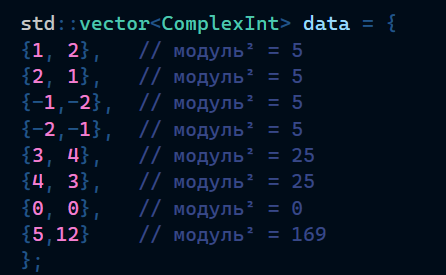 std::vector<ComplexInt> data = {
{1, 2},   // модуль² = 5
{2, 1},   // модуль² = 5
{−1,−2},  // модуль² = 5
{−2,−1},  // модуль² = 5
{3, 4},   // модуль² = 25
{4, 3},   // модуль² = 25
{0, 0},   // модуль² = 0
{5,12}    // модуль² = 169
};